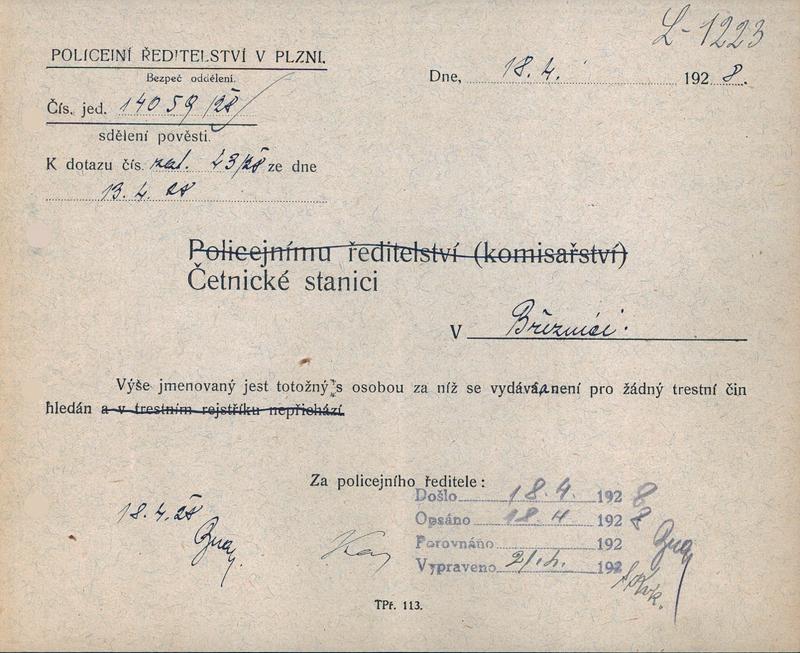 L-1223
POLICEJNÍ ŘEDITELSTVÍ V PLZNI.
Bezpeč oddělení.
Dne, 18.4. 1928.
Čís. jed. 14059/28
sdělení pověsti.
K dotazu čís. zat. 23/28 ze dne
13.4.28
Policejnímu ředitelství (komisařství)
Četnické stanici
V Březnici.
Výše jmenovaný jest totožný s osobou za níž se vydává, není pro žádný trestní čin
hledán a v trestním rejstříku nepřichází.
Za policejního ředitele:
Došlo 18.4. 1928
18.4.28
Opsáno 18.4 1928
Porovnáno 192
Vypraveno 192
TPř. 113.